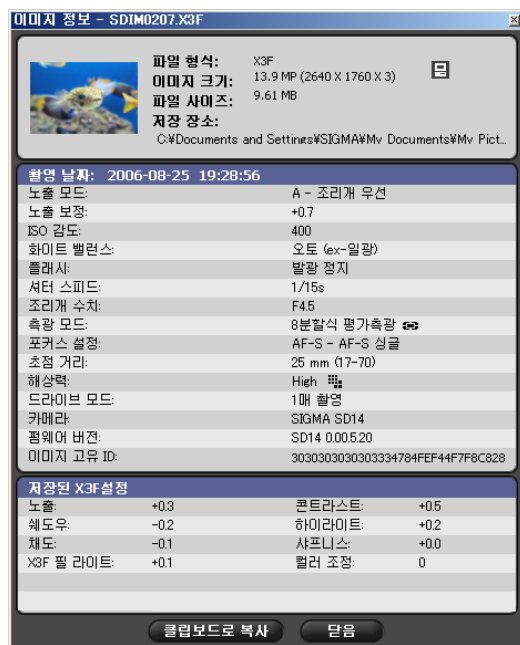 이미지 정보 - SDIM0207.X3F
파일 형식: X3F
이미지 크기: 13.9 MP (2640 X 1760 X 3)
파일 사이즈: 9.61 MB
저장 장소:
C:¥Documents and Settings¥SIGMA¥My Documents¥My Pict...
촬영 날짜: 2006-08-25 19:28:56
노출 모드: A - 조리개 우선
노출 보정: +0.7
ISO 감도: 400
화이트 밸런스: 오토 (ex-일광)
플래시: 발광 정지
셔터 스피드: 1/15s
조리개 수치: F4.5
측광 모드: 8분할식 평가측광
포커스 설정: AF-S - AF-S 싱글
초점 거리: 25 mm (17-70)
해상력: High
드라이브 모드: 1매 촬영
카메라: SIGMA SD14
펌웨어 버전: SD14 0.00.5.20
이미지 고유 ID: 3030303030303334784FEF44F7F8C828
저장된 X3F설정
노출: +0.3 콘트라스트: +0.5
쉐도우: -0.2 하이라이트: +0.2
채도: -0.1 샤프니스: +0.0
X3F 필 라이트: +0.1 컬러 조정: 0
클립보드로 복사 닫음